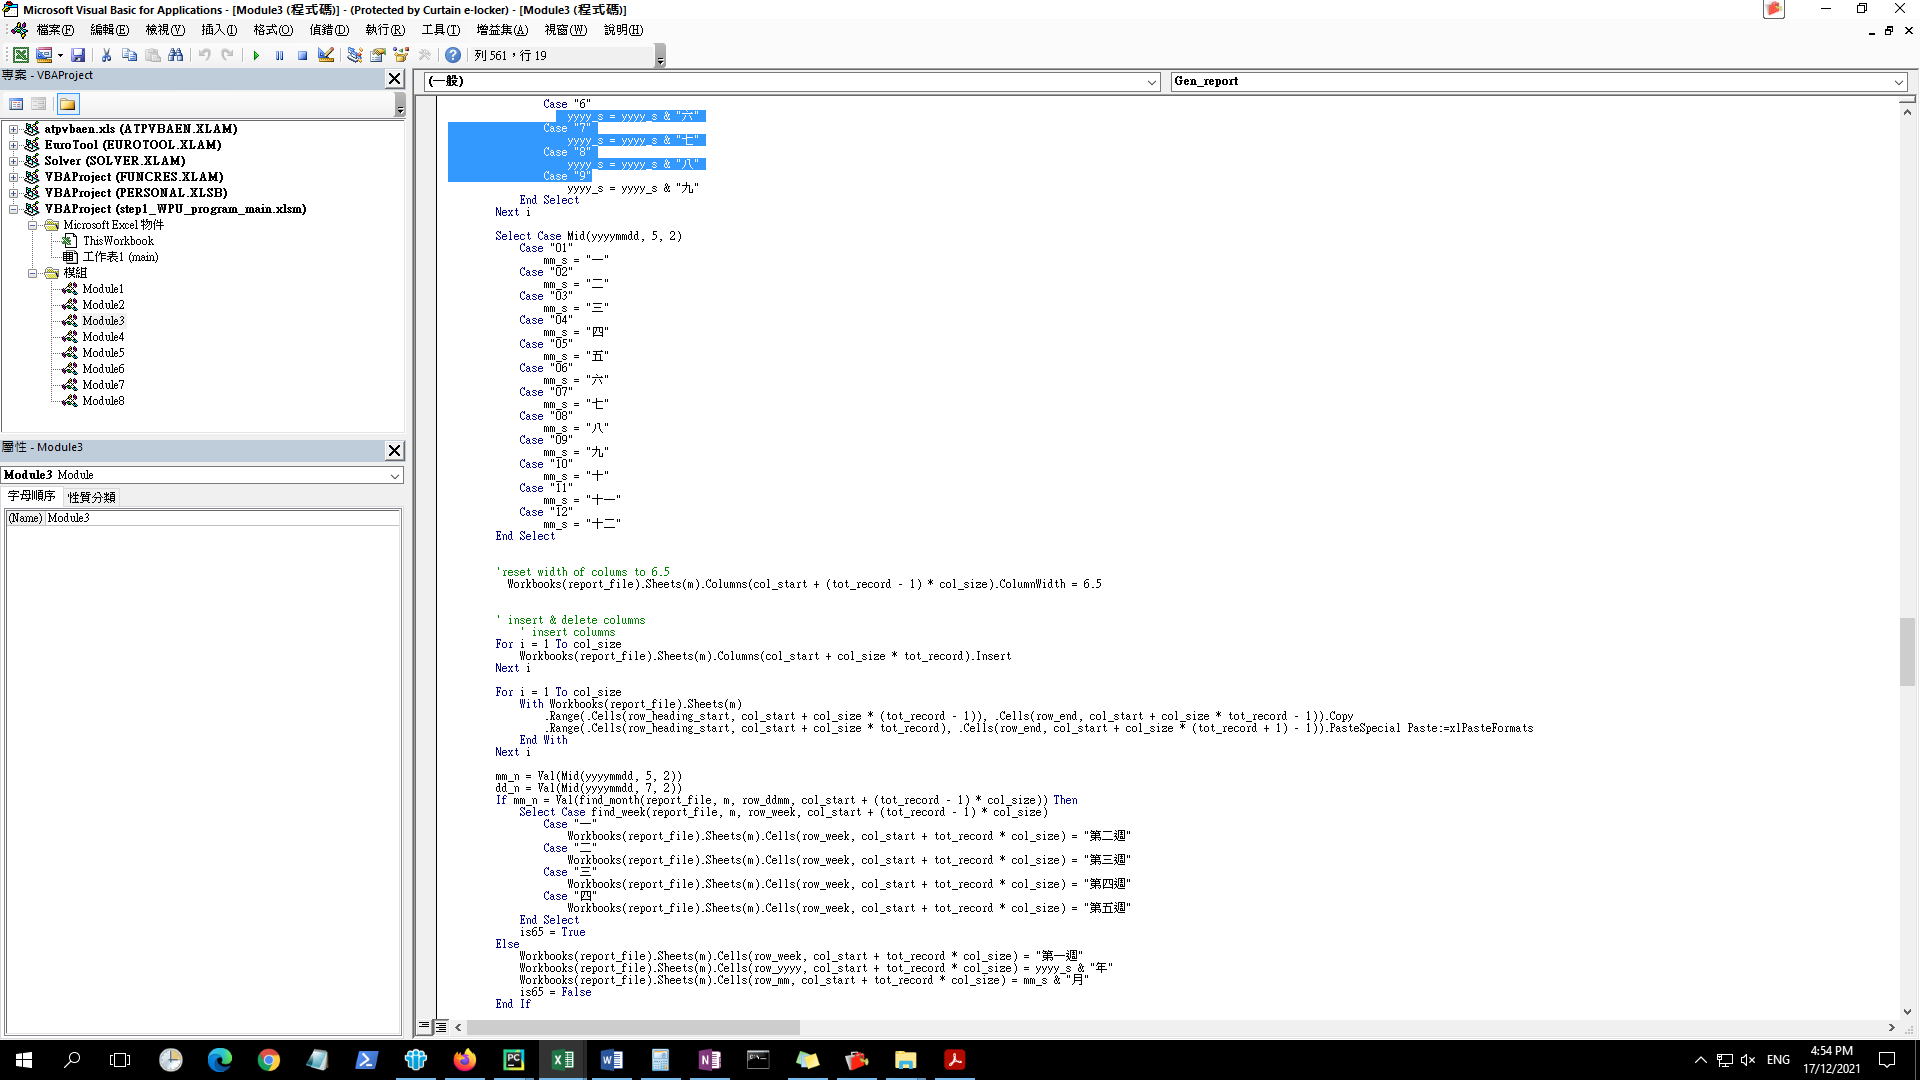 Microsoft Visual Basic for Applications - [Module3 (程式碼)] - (Protected by Curtain e-locker) - [Module3 (程式碼)]
檔案(F) 編輯(E) 檢視(V) 插入(I) 格式(O) 偵錯(D) 執行(R) 工具(T) 增益集(A) 視窗(W) 說明(H)
列 561，行 19
專案 - VBAProject
atpvbaen.xls (ATPVBAEN.XLAM)
EuroTool (EUROTOOL.XLAM)
Solver (SOLVER.XLAM)
VBAProject (FUNCRES.XLAM)
VBAProject (PERSONAL.XLSB)
VBAProject (step1_WPU_program_main.xlsm)
Microsoft Excel 物件
ThisWorkbook
工作表1 (main)
模組
Module1
Module2
Module3
Module4
Module5
Module6
Module7
Module8
屬性 - Module3
Module3 Module
字母順序 性質分類
(Name) Module3
(一般) Gen_report
Case "6"
yyyy_s = yyyy_s & "六"
Case "7"
yyyy_s = yyyy_s & "七"
Case "8"
yyyy_s = yyyy_s & "八"
Case "9"
yyyy_s = yyyy_s & "九"
End Select
Next i
Select Case Mid(yyyymmdd, 5, 2)
Case "01"
mm_s = "一"
Case "02"
mm_s = "二"
Case "03"
mm_s = "三"
Case "04"
mm_s = "四"
Case "05"
mm_s = "五"
Case "06"
mm_s = "六"
Case "07"
mm_s = "七"
Case "08"
mm_s = "八"
Case "09"
mm_s = "九"
Case "10"
mm_s = "十"
Case "11"
mm_s = "十一"
Case "12"
mm_s = "十二"
End Select
'reset width of colums to 6.5
Workbooks(report_file).Sheets(m).Columns(col_start + (tot_record - 1) * col_size).ColumnWidth = 6.5
' insert & delete columns
' insert columns
For i = 1 To col_size
Workbooks(report_file).Sheets(m).Columns(col_start + col_size * tot_record).Insert
Next i
For i = 1 To col_size
With Workbooks(report_file).Sheets(m)
.Range(.Cells(row_heading_start, col_start + col_size * (tot_record - 1)), .Cells(row_end, col_start + col_size * tot_record - 1)).Copy
.Range(.Cells(row_heading_start, col_start + col_size * tot_record), .Cells(row_end, col_start + col_size * (tot_record + 1) - 1)).PasteSpecial Paste:=xlPasteFormats
End With
Next i
mm_n = Val(Mid(yyyymmdd, 5, 2))
dd_n = Val(Mid(yyyymmdd, 7, 2))
If mm_n = Val(find_month(report_file, m, row_ddmm, col_start + (tot_record - 1) * col_size)) Then
Select Case find_week(report_file, m, row_week, col_start + (tot_record - 1) * col_size)
Case "一"
Workbooks(report_file).Sheets(m).Cells(row_week, col_start + tot_record * col_size) = "第二週"
Case "二"
Workbooks(report_file).Sheets(m).Cells(row_week, col_start + tot_record * col_size) = "第三週"
Case "三"
Workbooks(report_file).Sheets(m).Cells(row_week, col_start + tot_record * col_size) = "第四週"
Case "四"
Workbooks(report_file).Sheets(m).Cells(row_week, col_start + tot_record * col_size) = "第五週"
End Select
is65 = True
Else
Workbooks(report_file).Sheets(m).Cells(row_week, col_start + tot_record * col_size) = "第一週"
Workbooks(report_file).Sheets(m).Cells(row_yyyy, col_start + tot_record * col_size) = yyyy_s & "年"
Workbooks(report_file).Sheets(m).Cells(row_mm, col_start + tot_record * col_size) = mm_s & "月"
is65 = False
End If
ENG
4:54 PM
17/12/2021